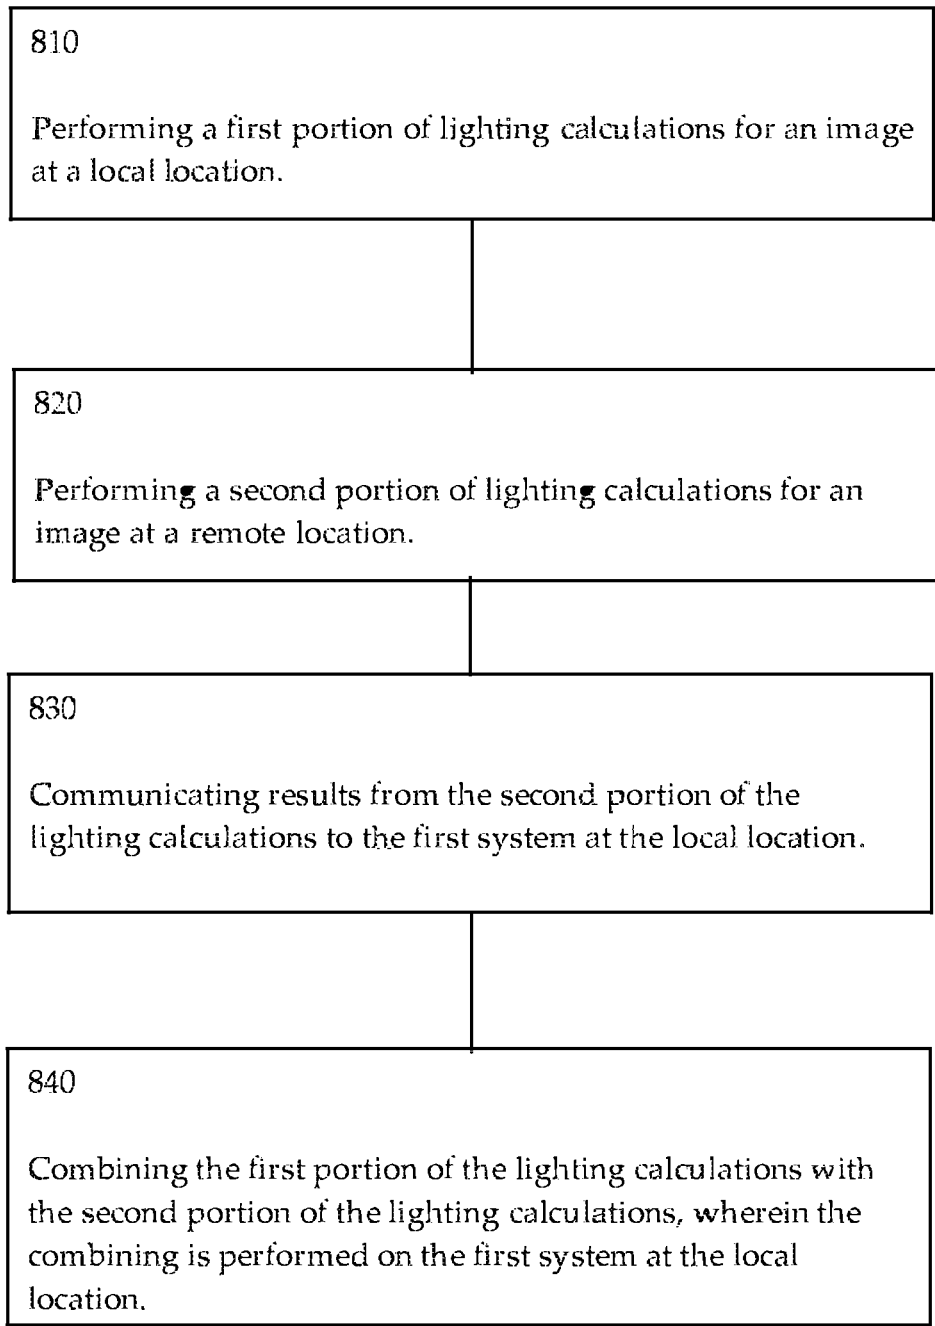 810
Performing a first portion of lighting calculations for an image
at a local location.
820
Performing a second portion of lighting calculations for an
image at a remote location.
830
Communicating results from the second portion of the
lighting calculations to the first system at the local location.
840
Combining the first portion of the lighting calculations with
the second portion of the lighting calculations, wherein the
combining is performed on the first system at the local
location.